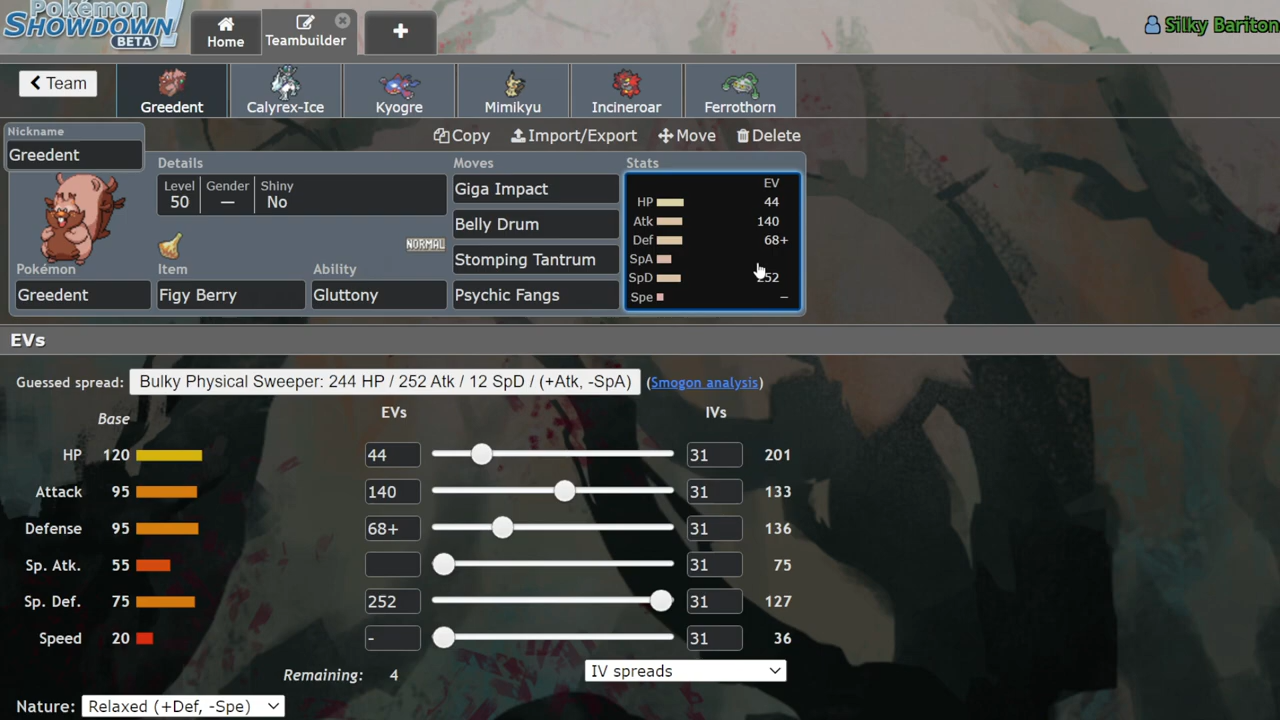 Pokémon
SHOWDOWN!
BETA
Home
Teambuilder
Silky Bariton
Team
Greedent
Calyrex-Ice
Kyogre
Mimikyu
Incineroar
Ferrothorn
Copy
Import/Export
Move
Delete
Nickname
Greedent
Details
Level
Gender
Shiny
50
—
No
NORMAL
Pokémon
Item
Ability
Greedent
Figy Berry
Gluttony
Moves
Giga Impact
Belly Drum
Stomping Tantrum
Psychic Fangs
Stats
EV
HP 44
Atk 140
Def 68+
SpA
SpD 252
Spe –
EVs
Guessed spread: Bulky Physical Sweeper: 244 HP / 252 Atk / 12 SpD / (+Atk, -SpA) (Smogon analysis)
Base EVs IVs
HP 120 44 31 201
Attack 95 140 31 133
Defense 95 68+ 31 136
Sp. Atk. 55 31 75
Sp. Def. 75 252 31 127
Speed 20 - 31 36
Remaining: 4
IV spreads
Nature: Relaxed (+Def, -Spe)